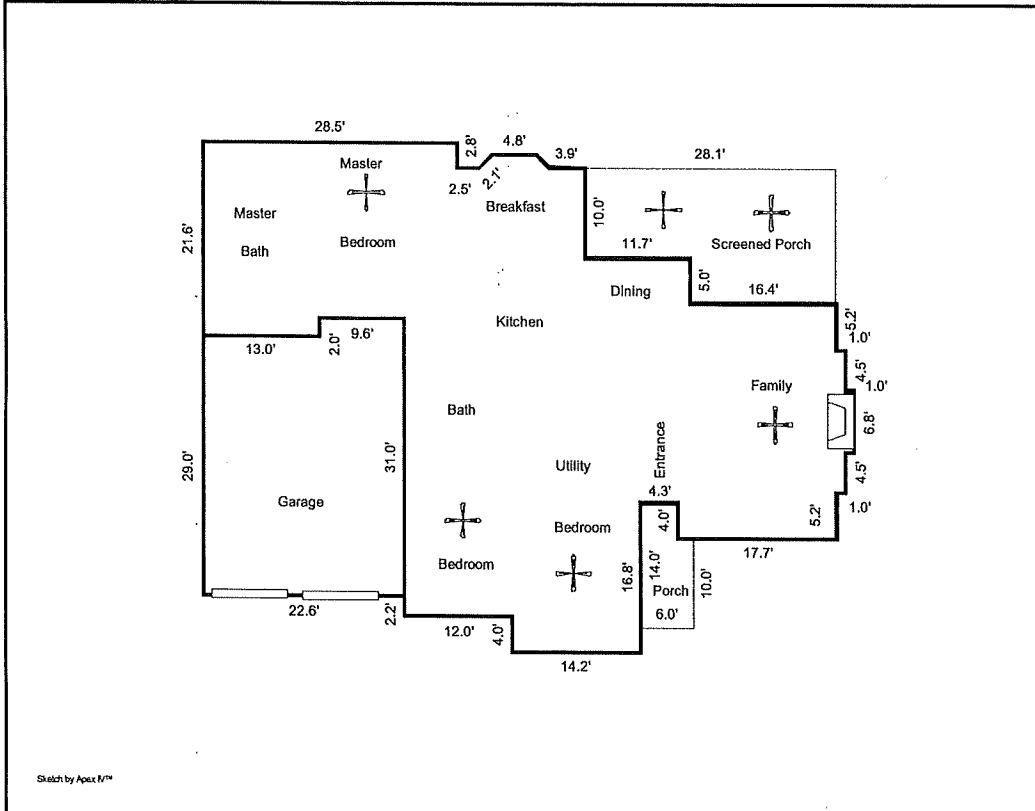 28.5'
2.8'
4.8'
3.9'
28.1'
Master
2.5'
2.1'
Breakfast
10.0'
Master
Bath
Bedroom
21.6'
11.7'
Screened Porch
5.0'
16.4'
Dining
Kitchen
9.6'
2.0'
13.0'
5.2'
1.0'
4.5'
1.0'
Family
6.8'
Bath
Entrance
4.5'
1.0'
5.2'
31.0'
29.0'
Utility
4.3'
4.0'
Garage
Bedroom
17.7'
Bedroom
16.8'
14.0'
10.0'
Porch
6.0'
22.6'
2.2'
12.0'
4.0'
14.2'
Sketch by Apex IV™